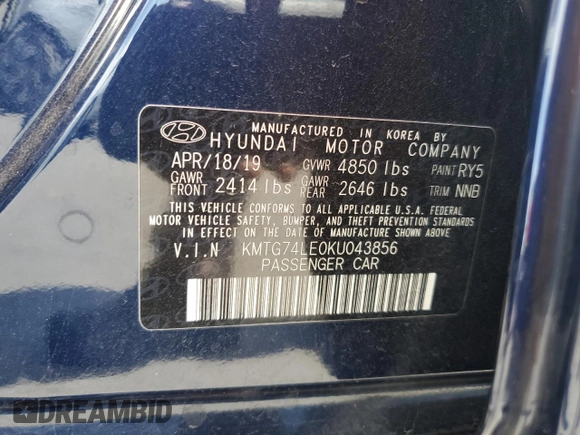 MANUFACTURED IN KOREA BY
HYUNDAI MOTOR COMPANY
APR/18/19 GVWR 4850 lbs PAINT RY5
GAWR FRONT 2414 lbs GAWR REAR 2646 lbs TRIM NNB
THIS VEHICLE CONFORMS TO ALL APPLICABLE U.S.A. FEDERAL
MOTOR VEHICLE SAFETY, BUMPER, AND THEFT PREVENTION STANDARDS
IN EFFECT ON THE DATE OF MANUFACTURE SHOWN ABOVE.
V.I.N KMTG74LE0KU043856
PASSENGER CAR
DREAMBID